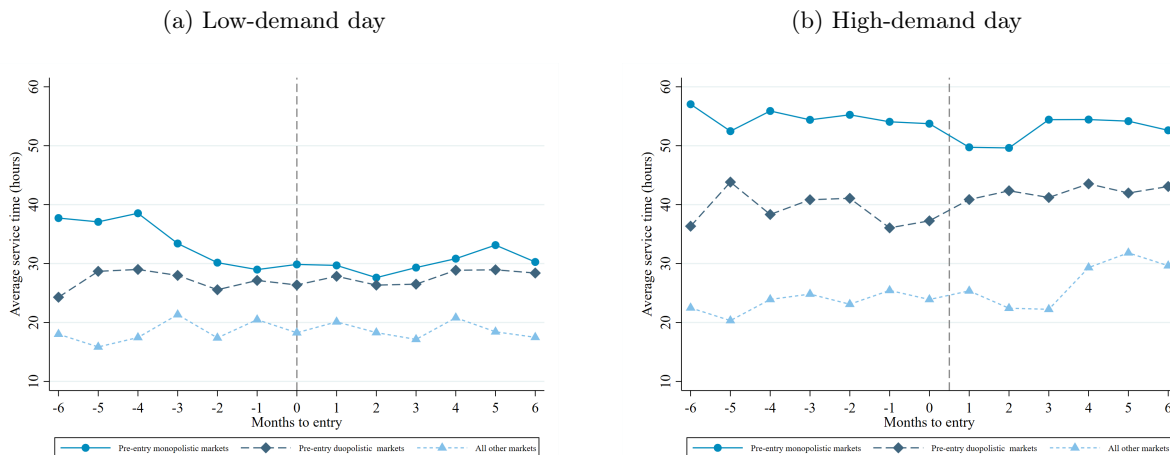 (a) Low-demand day
Average service time (hours)
60
50
40
30
20
10
-6 -5 -4 -3 -2 -1 0 1 2 3 4 5 6
Months to entry
Pre-entry monopolistic markets Pre-entry duopolistic markets All other markets
(b) High-demand day
Average service time (hours)
60
50
40
30
20
10
-6 -5 -4 -3 -2 -1 0 1 2 3 4 5 6
Months to entry
Pre-entry monopolistic markets Pre-entry duopolistic markets All other markets